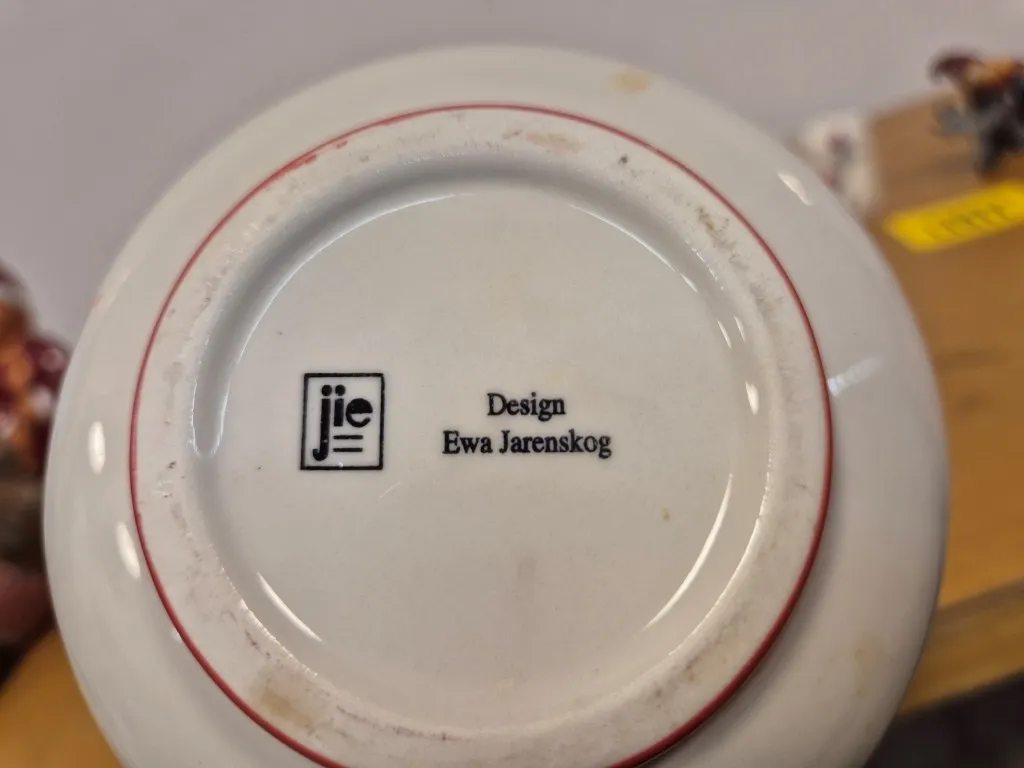 jie
Design
Ewa Jarenskog